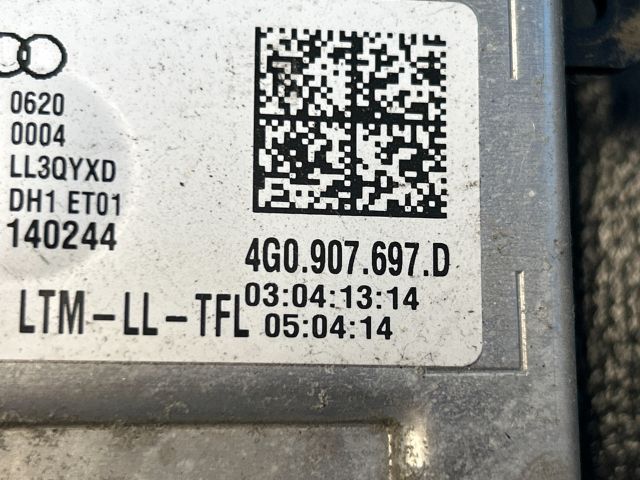 0620
0004
LL3QYXD
DH1 ET01
140244
4G0.907.697.D
LTM-LL-TFL
03:04:13:14
05:04:14